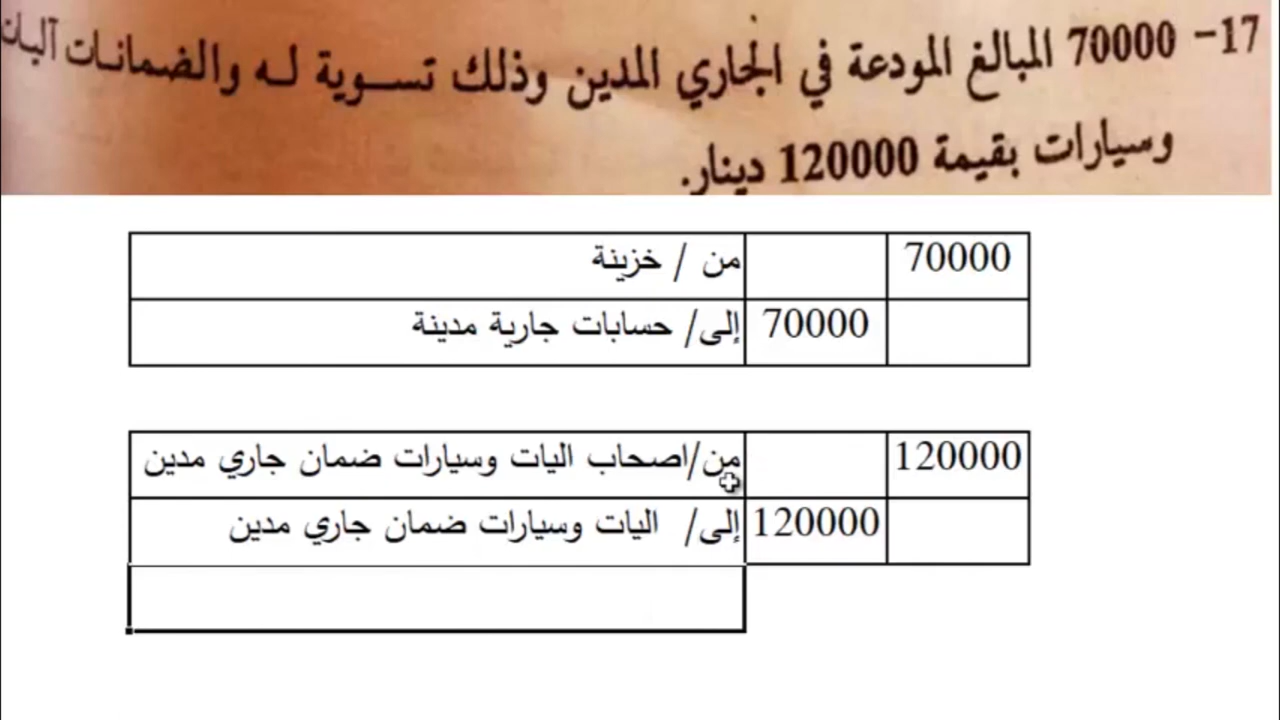 17- 70000 المبالغ المودعة في الجاري المدين وذلك تسوية له والضمانات آليات
وسيارات بقيمة 120000 دينار.
70000 من / خزينة
70000 إلى/ حسابات جارية مدينة
120000 من/اصحاب اليات وسيارات ضمان جاري مدين
120000 إلى/ اليات وسيارات ضمان جاري مدين